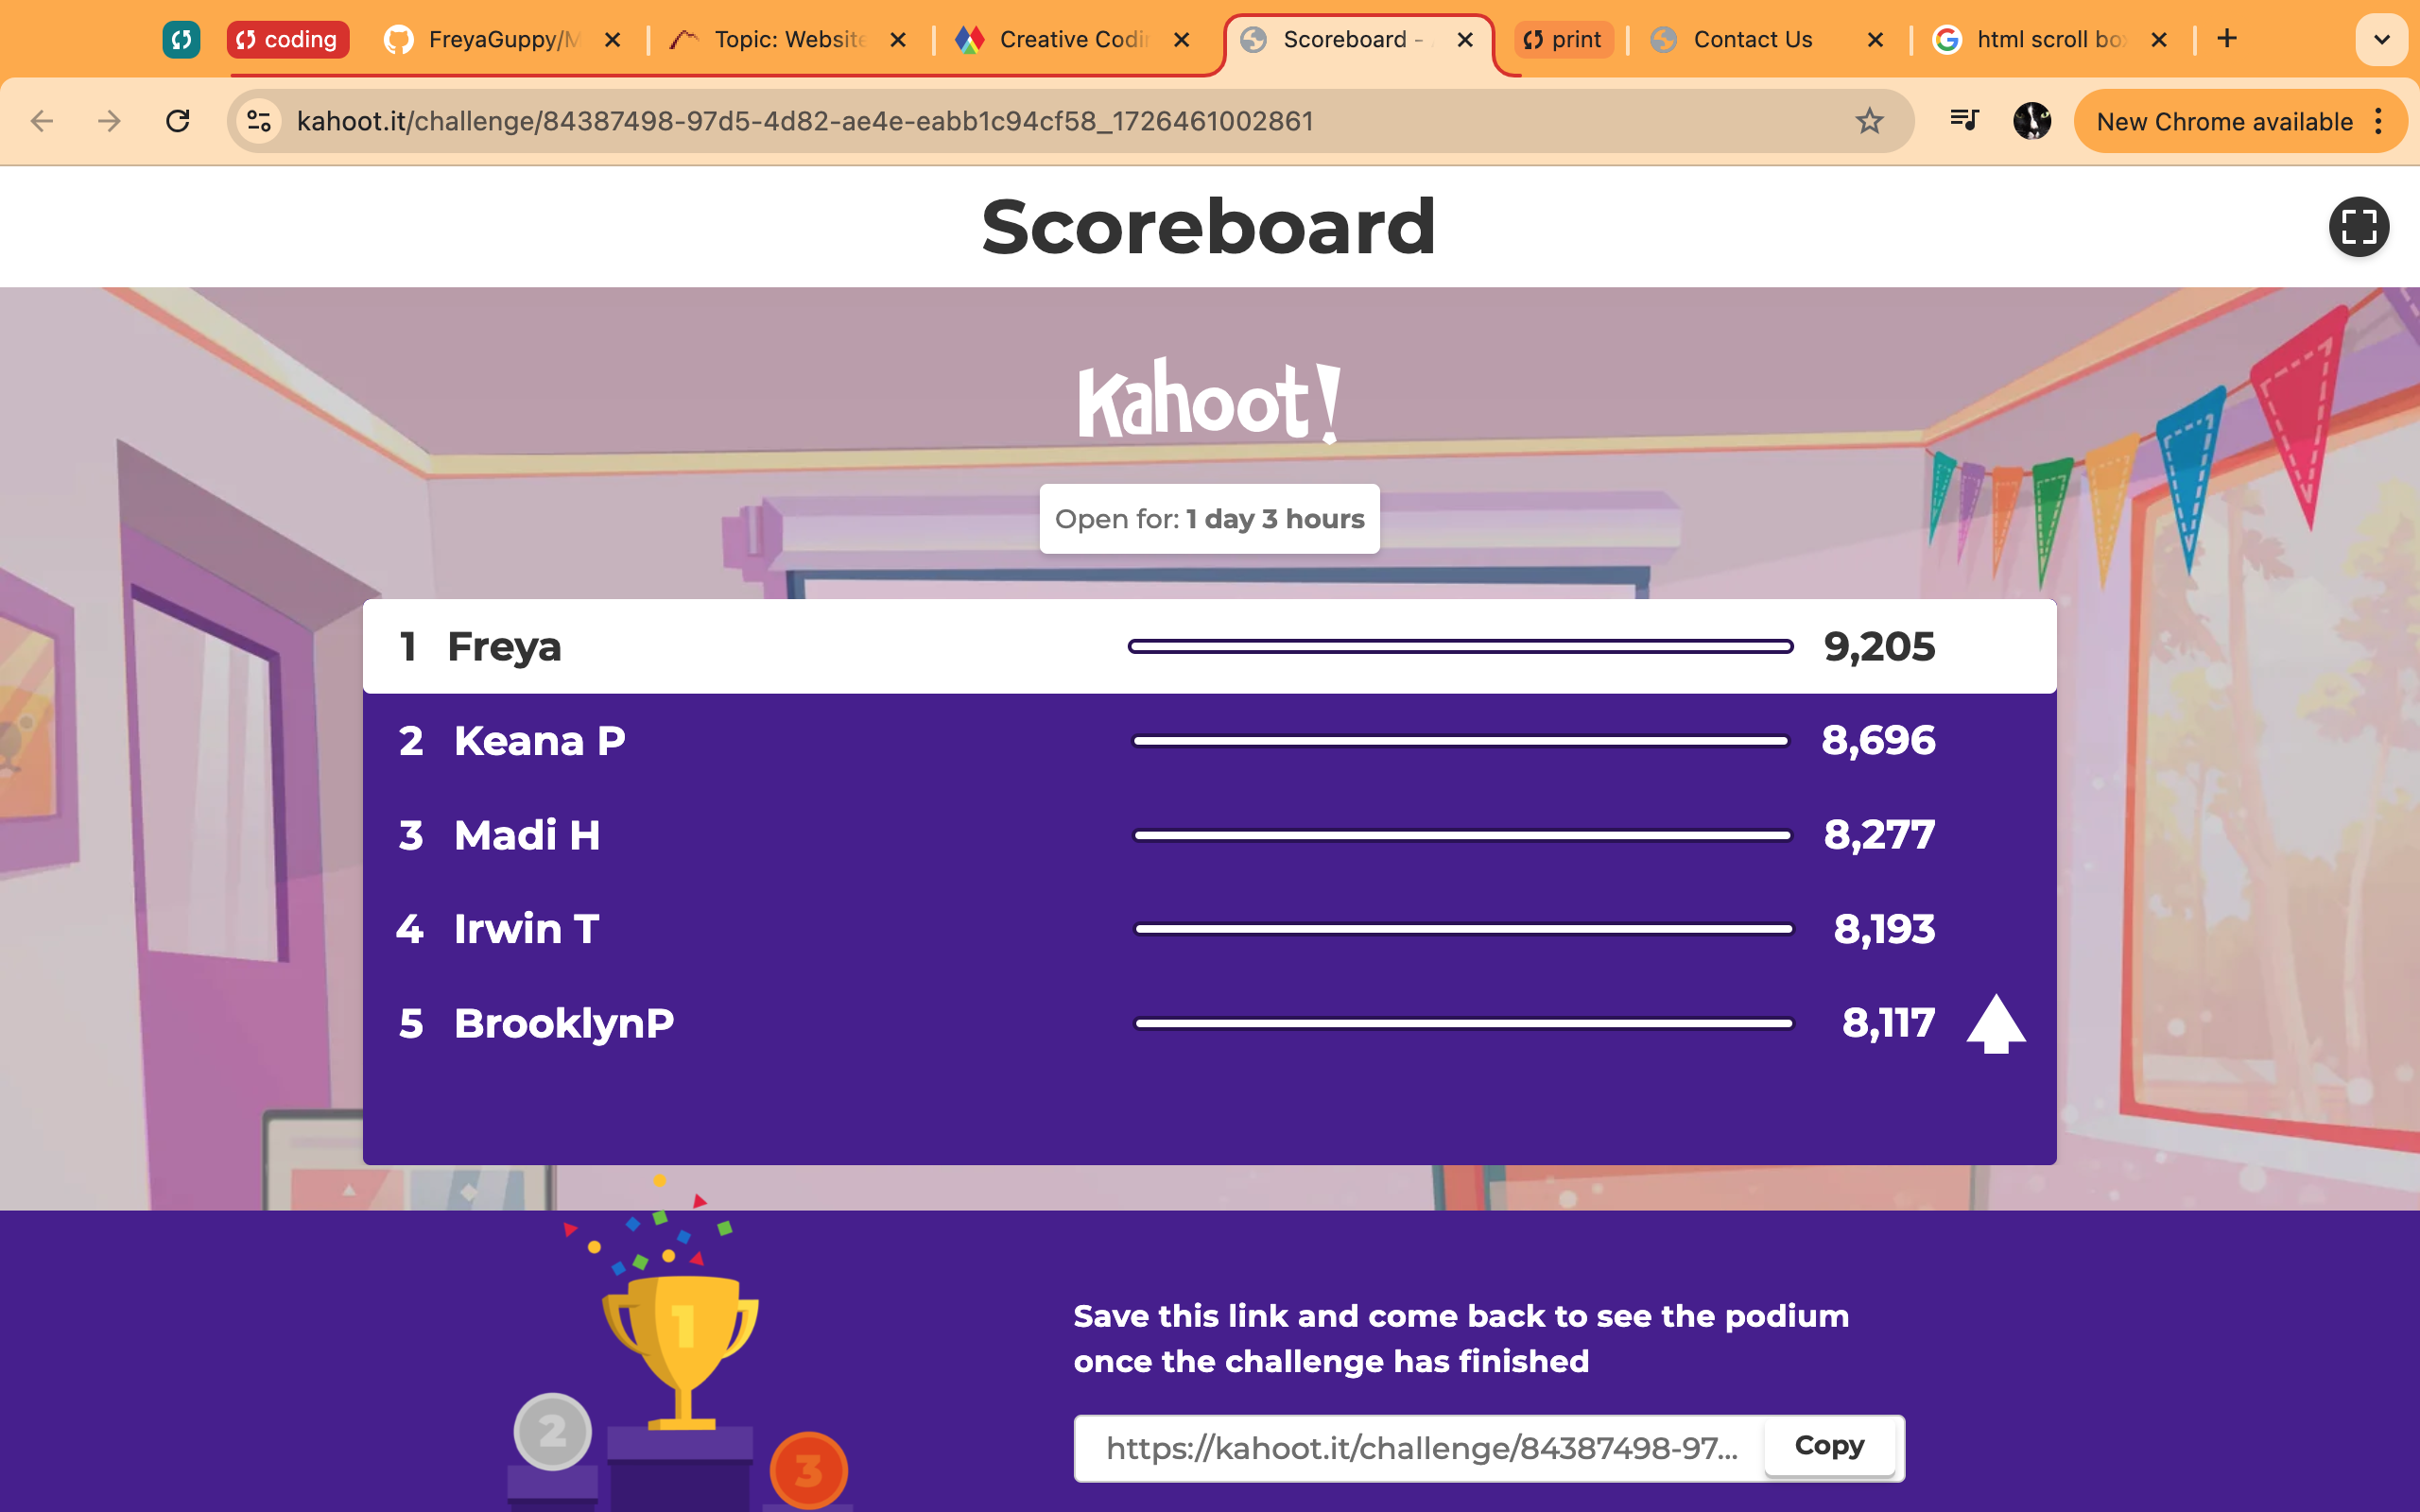 coding
FreyaGuppy/M
Topic: Website
Creative Codin
Scoreboard -
print
Contact Us
html scroll box
kahoot.it/challenge/84387498-97d5-4d82-ae4e-eabb1c94cf58_1726461002861
New Chrome available
Scoreboard
Kahoot!
Open for: 1 day 3 hours
1 Freya 9,205
2 Keana P 8,696
3 Madi H 8,277
4 Irwin T 8,193
5 BrooklynP 8,117
1
2
3
Save this link and come back to see the podium
once the challenge has finished
https://kahoot.it/challenge/84387498-97...
Copy